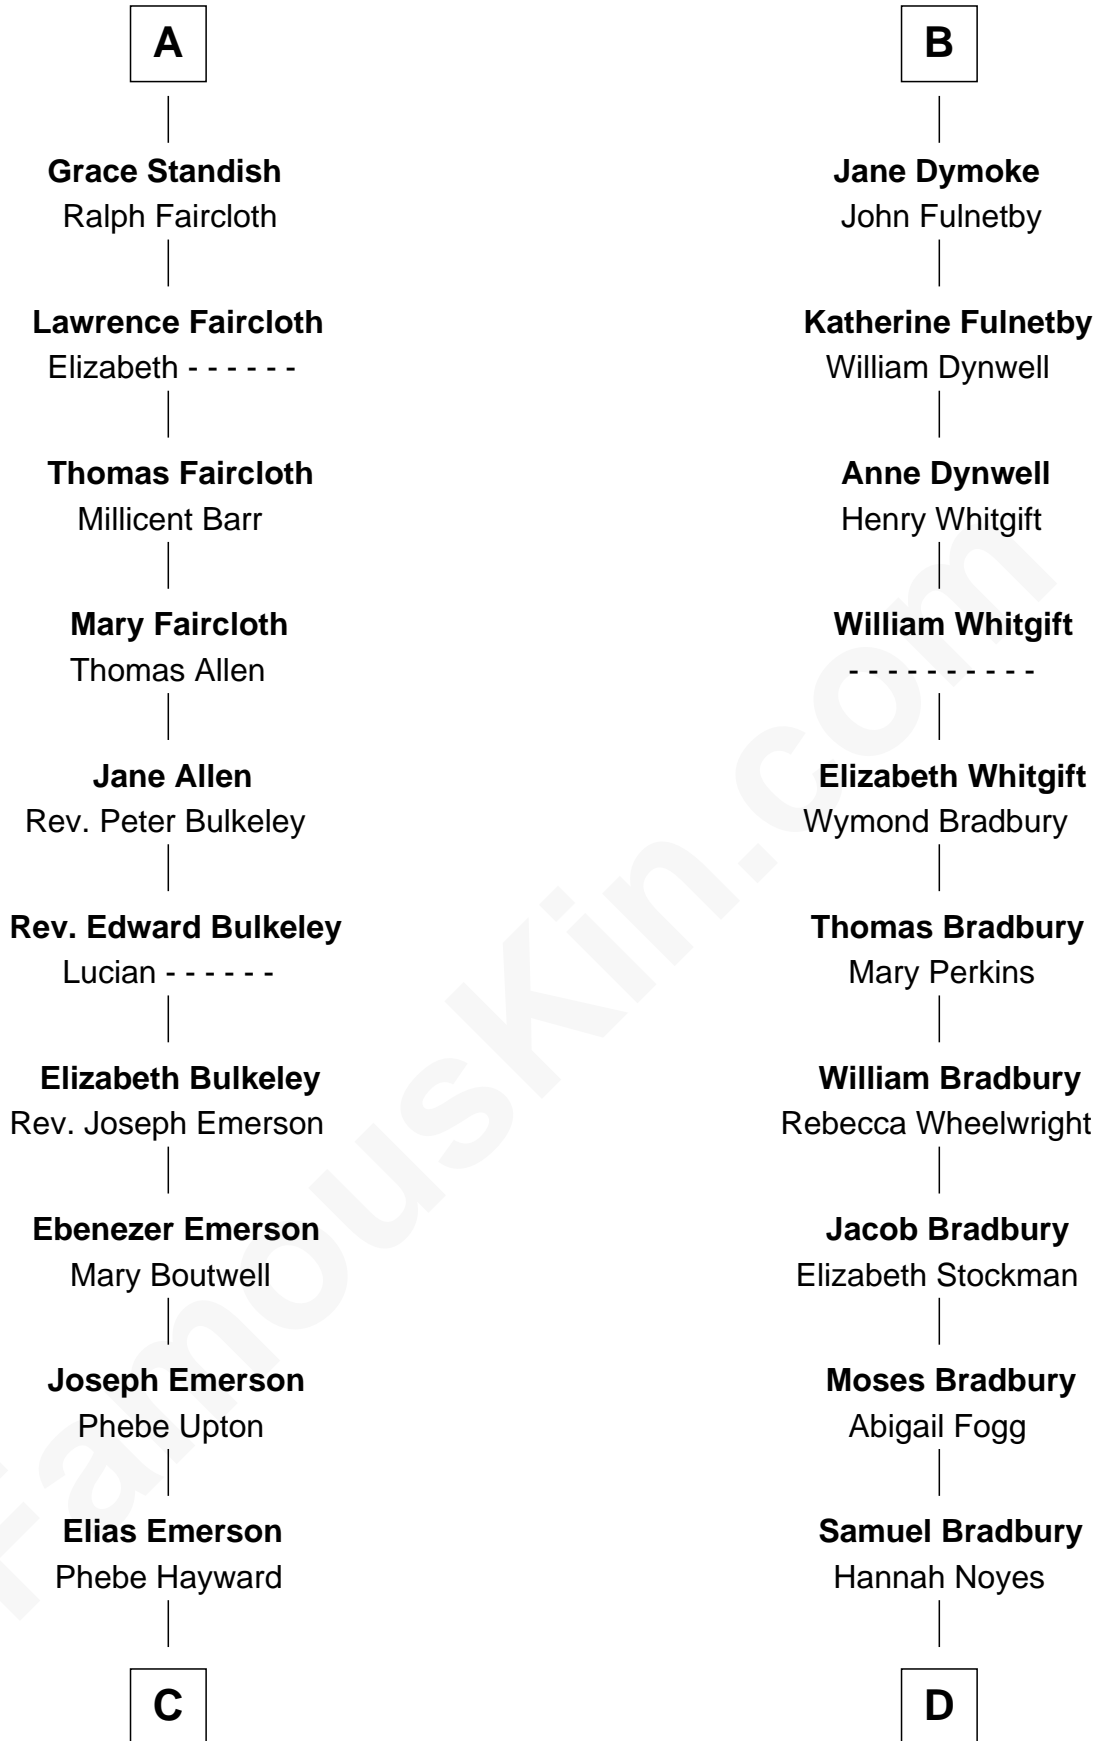 A
Grace Standish
Ralph Faircloth
Lawrence Faircloth
Elizabeth - - - - - -
Thomas Faircloth
Millicent Barr
Mary Faircloth
Thomas Allen
Jane Allen
Rev. Peter Bulkeley
Rev. Edward Bulkeley
Lucian - - - - - -
Elizabeth Bulkeley
Rev. Joseph Emerson
Ebenezer Emerson
Mary Boutwell
Joseph Emerson
Phebe Upton
Elias Emerson
Phebe Hayward
C
B
Jane Dymoke
John Fulnetby
Katherine Fulnetby
William Dynwell
Anne Dynwell
Henry Whitgift
William Whitgift
- - - - - - - - - -
Elizabeth Whitgift
Wymond Bradbury
Thomas Bradbury
Mary Perkins
William Bradbury
Rebecca Wheelwright
Jacob Bradbury
Elizabeth Stockman
Moses Bradbury
Abigail Fogg
Samuel Bradbury
Hannah Noyes
D
FamousKin.com